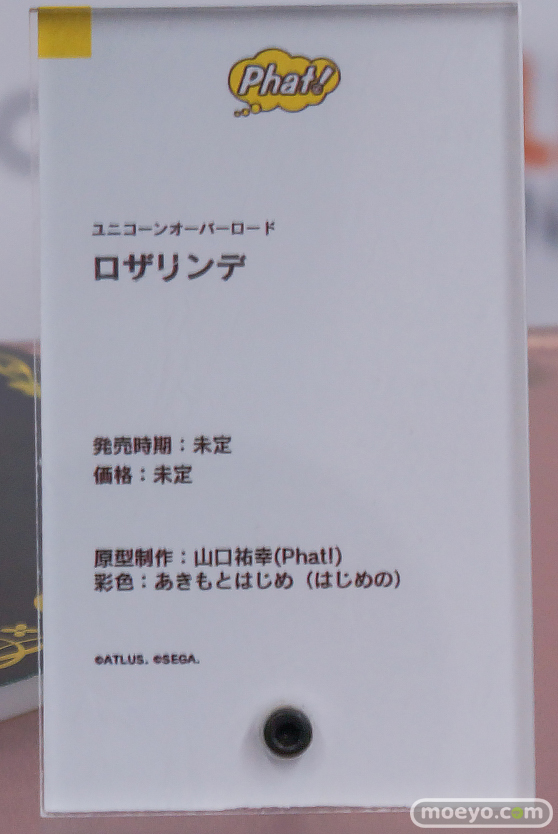 Phat!
ユニコーンオーバーロード
ロザリンデ
発売時期：未定
価格：未定
原型制作：山口祐幸(Phat!)
彩色：あきもとはじめ（はじめの）
©ATLUS. ©SEGA.
moeyo.com